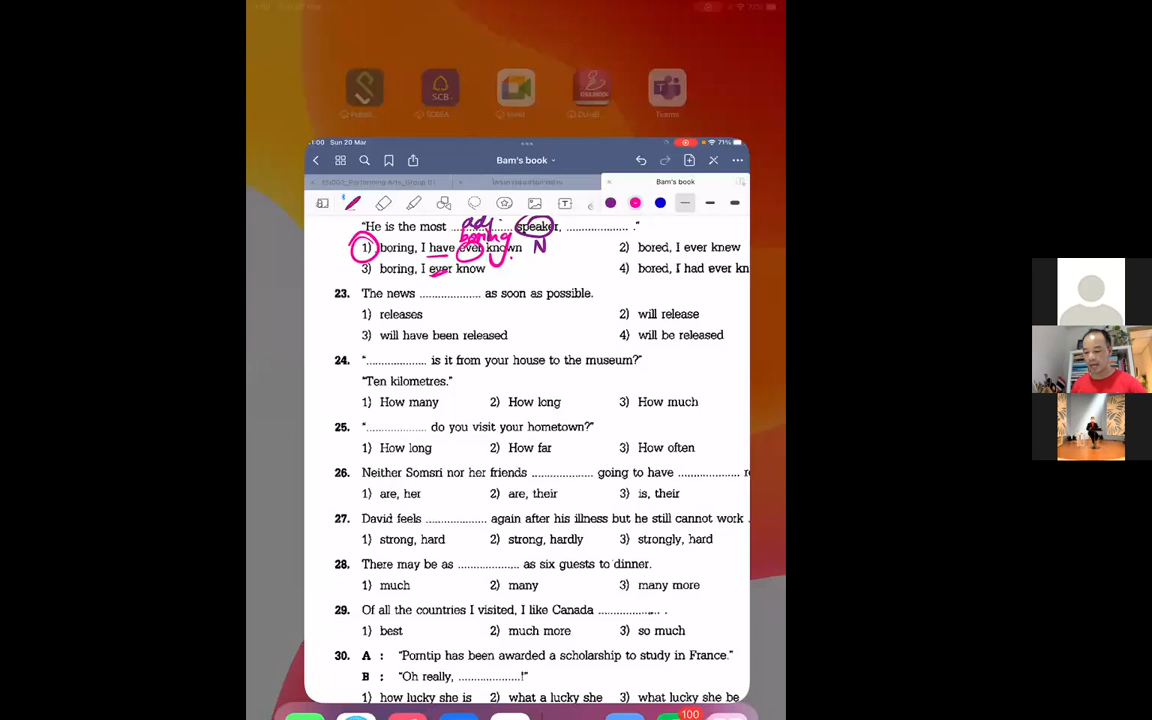 SCB
Teams
1:00 Sun 20 Mar
71%
Bam's book
Bam's book
"He is the most .................... speaker, .................... ."
adj.
boring
N
1) boring, I have ever known 2) bored, I ever knew
3) boring, I ever know 4) bored, I had ever kn
23. The news .................... as soon as possible.
1) releases 2) will release
3) will have been released 4) will be released
24. ".................... is it from your house to the museum?"
"Ten kilometres."
1) How many 2) How long 3) How much
25. ".................... do you visit your hometown?"
1) How long 2) How far 3) How often
26. Neither Somsri nor her friends .................... going to have .................... r
1) are, her 2) are, their 3) is, their
27. David feels .................... again after his illness but he still cannot work .
1) strong, hard 2) strong, hardly 3) strongly, hard
28. There may be as .................... as six guests to dinner.
1) much 2) many 3) many more
29. Of all the countries I visited, I like Canada .................... .
1) best 2) much more 3) so much
30. A : "Porntip has been awarded a scholarship to study in France."
B : "Oh really, ....................!"
1) how lucky she is 2) what a lucky she 3) what lucky she be
100